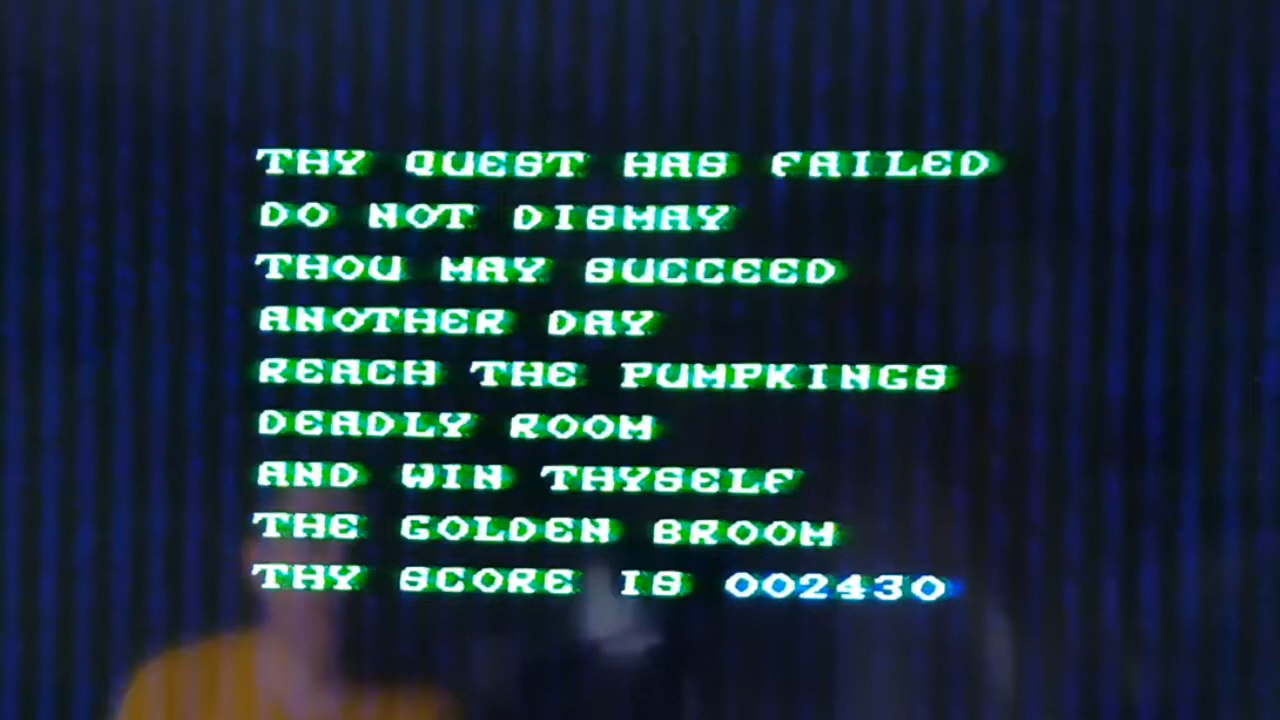 THY QUEST HAS FAILED
DO NOT DISMAY
THOU MAY SUCCEED
ANOTHER DAY
REACH THE PUMPKINGS
DEADLY ROOM
AND WIN THYSELF
THE GOLDEN BROOM
THY SCORE IS 002430